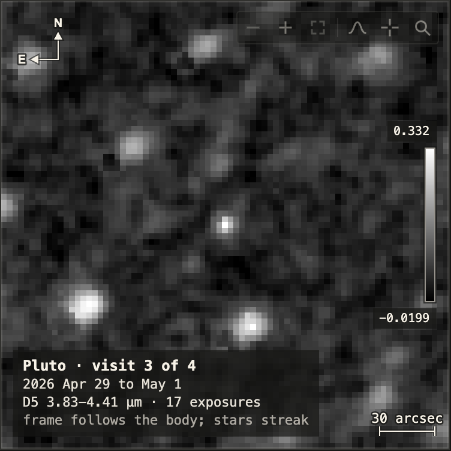 N
E
0.332
−0.0199
Pluto · visit 3 of 4
2026 Apr 29 to May 1
D5 3.83–4.41 μm · 17 exposures
frame follows the body; stars streak
30 arcsec